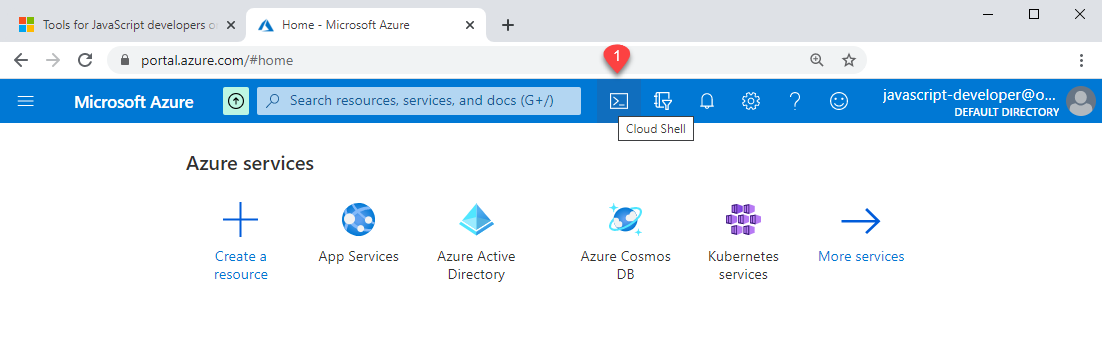 Tools for JavaScript developers o
Home - Microsoft Azure
portal.azure.com/#home
1
Microsoft Azure
Search resources, services, and docs (G+/)
javascript-developer@o...
DEFAULT DIRECTORY
Cloud Shell
Azure services
Create a
resource
App Services
Azure Active
Directory
Azure Cosmos
DB
Kubernetes
services
More services